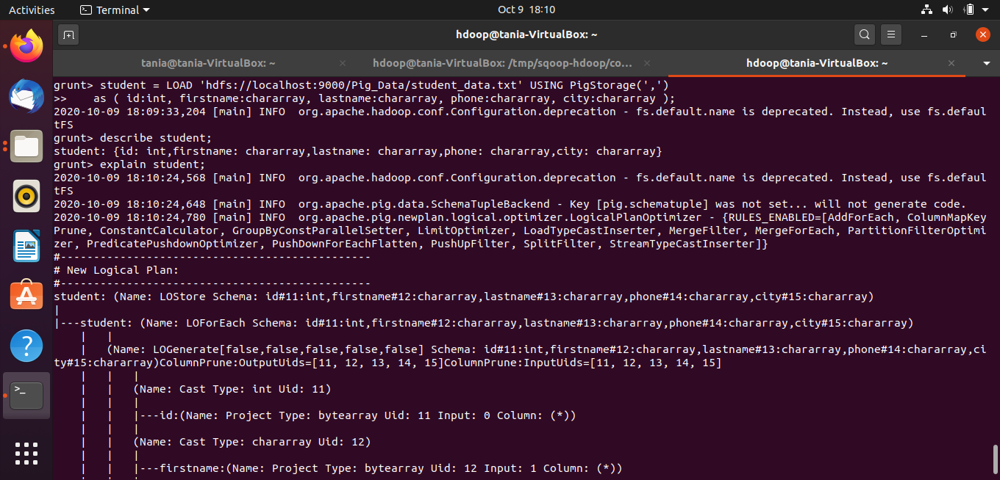 Activities
Terminal
Oct 9 18:10
hdoop@tania-VirtualBox: ~
tania@tania-VirtualBox: ~
hdoop@tania-VirtualBox: /tmp/sqoop-hdoop/co...
hdoop@tania-VirtualBox: ~
grunt> student = LOAD 'hdfs://localhost:9000/Pig_Data/student_data.txt' USING PigStorage(',')
>>    as ( id:int, firstname:chararray, lastname:chararray, phone:chararray, city:chararray );
2020-10-09 18:09:33,204 [main] INFO  org.apache.hadoop.conf.Configuration.deprecation - fs.default.name is deprecated. Instead, use fs.defaul
tFS
grunt> describe student;
student: {id: int,firstname: chararray,lastname: chararray,phone: chararray,city: chararray}
grunt> explain student;
2020-10-09 18:10:24,568 [main] INFO  org.apache.hadoop.conf.Configuration.deprecation - fs.default.name is deprecated. Instead, use fs.defaul
tFS
2020-10-09 18:10:24,648 [main] INFO  org.apache.pig.data.SchemaTupleBackend - Key [pig.schematuple] was not set... will not generate code.
2020-10-09 18:10:24,780 [main] INFO  org.apache.pig.newplan.logical.optimizer.LogicalPlanOptimizer - {RULES_ENABLED=[AddForEach, ColumnMapKey
Prune, ConstantCalculator, GroupByConstParallelSetter, LimitOptimizer, LoadTypeCastInserter, MergeFilter, MergeForEach, PartitionFilterOptimi
zer, PredicatePushdownOptimizer, PushDownForEachFlatten, PushUpFilter, SplitFilter, StreamTypeCastInserter]}
#-----------------------------------------------
# New Logical Plan:
#-----------------------------------------------
student: (Name: LOStore Schema: id#11:int,firstname#12:chararray,lastname#13:chararray,phone#14:chararray,city#15:chararray)
|
|---student: (Name: LOForEach Schema: id#11:int,firstname#12:chararray,lastname#13:chararray,phone#14:chararray,city#15:chararray)
    |   |
    |   (Name: LOGenerate[false,false,false,false,false] Schema: id#11:int,firstname#12:chararray,lastname#13:chararray,phone#14:chararray,ci
ty#15:chararray)ColumnPrune:OutputUids=[11, 12, 13, 14, 15]ColumnPrune:InputUids=[11, 12, 13, 14, 15]
    |   |   |
    |   |   (Name: Cast Type: int Uid: 11)
    |   |   |
    |   |   |---id:(Name: Project Type: bytearray Uid: 11 Input: 0 Column: (*))
    |   |   |
    |   |   (Name: Cast Type: chararray Uid: 12)
    |   |   |
    |   |   |---firstname:(Name: Project Type: bytearray Uid: 12 Input: 1 Column: (*))